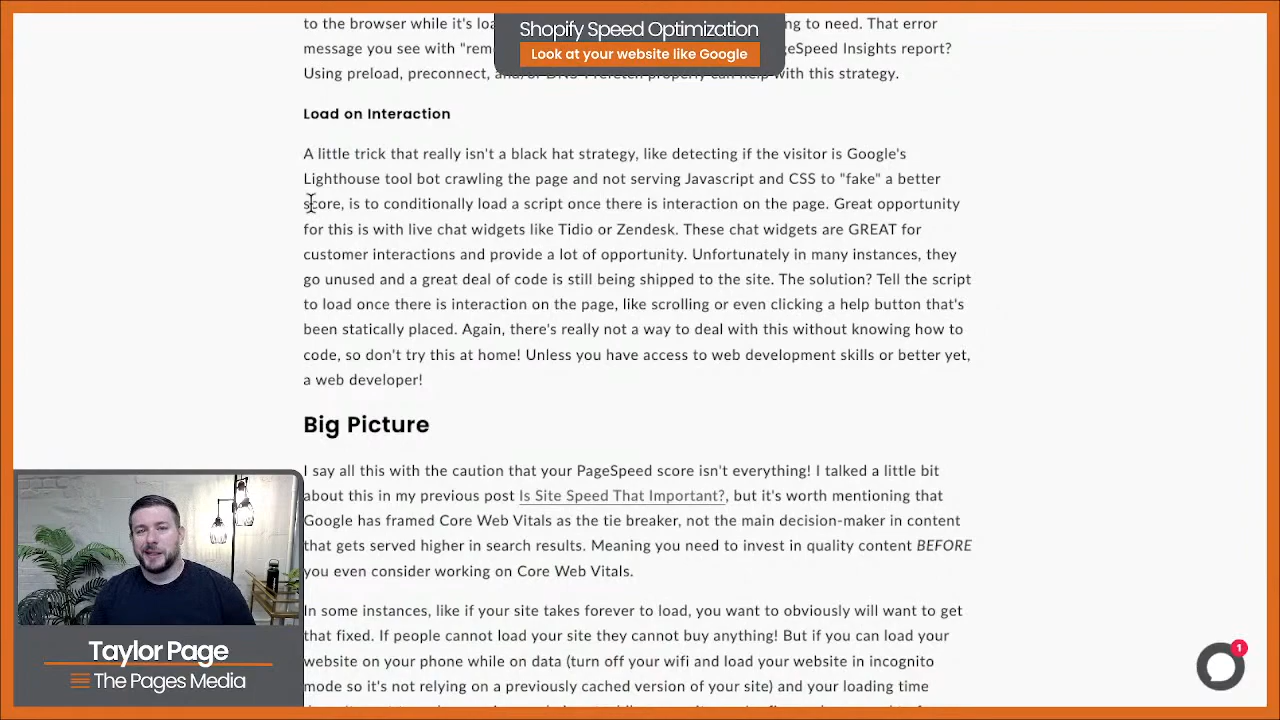 Shopify Speed Optimization
Look at your website like Google
to the browser while it's loa
ng to need. That error
message you see with "rem
geSpeed Insights report?
Using preload, preconnect, and/or DNS-Prefetch properly can help with this strategy.
Load on Interaction
A little trick that really isn't a black hat strategy, like detecting if the visitor is Google's
Lighthouse tool bot crawling the page and not serving Javascript and CSS to "fake" a better
score, is to conditionally load a script once there is interaction on the page. Great opportunity
for this is with live chat widgets like Tidio or Zendesk. These chat widgets are GREAT for
customer interactions and provide a lot of opportunity. Unfortunately in many instances, they
go unused and a great deal of code is still being shipped to the site. The solution? Tell the script
to load once there is interaction on the page, like scrolling or even clicking a help button that's
been statically placed. Again, there's really not a way to deal with this without knowing how to
code, so don't try this at home! Unless you have access to web development skills or better yet,
a web developer!
Big Picture
I say all this with the caution that your PageSpeed score isn't everything! I talked a little bit
about this in my previous post Is Site Speed That Important?, but it's worth mentioning that
Google has framed Core Web Vitals as the tie breaker, not the main decision-maker in content
that gets served higher in search results. Meaning you need to invest in quality content BEFORE
you even consider working on Core Web Vitals.
In some instances, like if your site takes forever to load, you want to obviously will want to get
that fixed. If people cannot load your site they cannot buy anything! But if you can load your
website on your phone while on data (turn off your wifi and load your website in incognito
mode so it's not relying on a previously cached version of your site) and your loading time
Taylor Page
The Pages Media
1